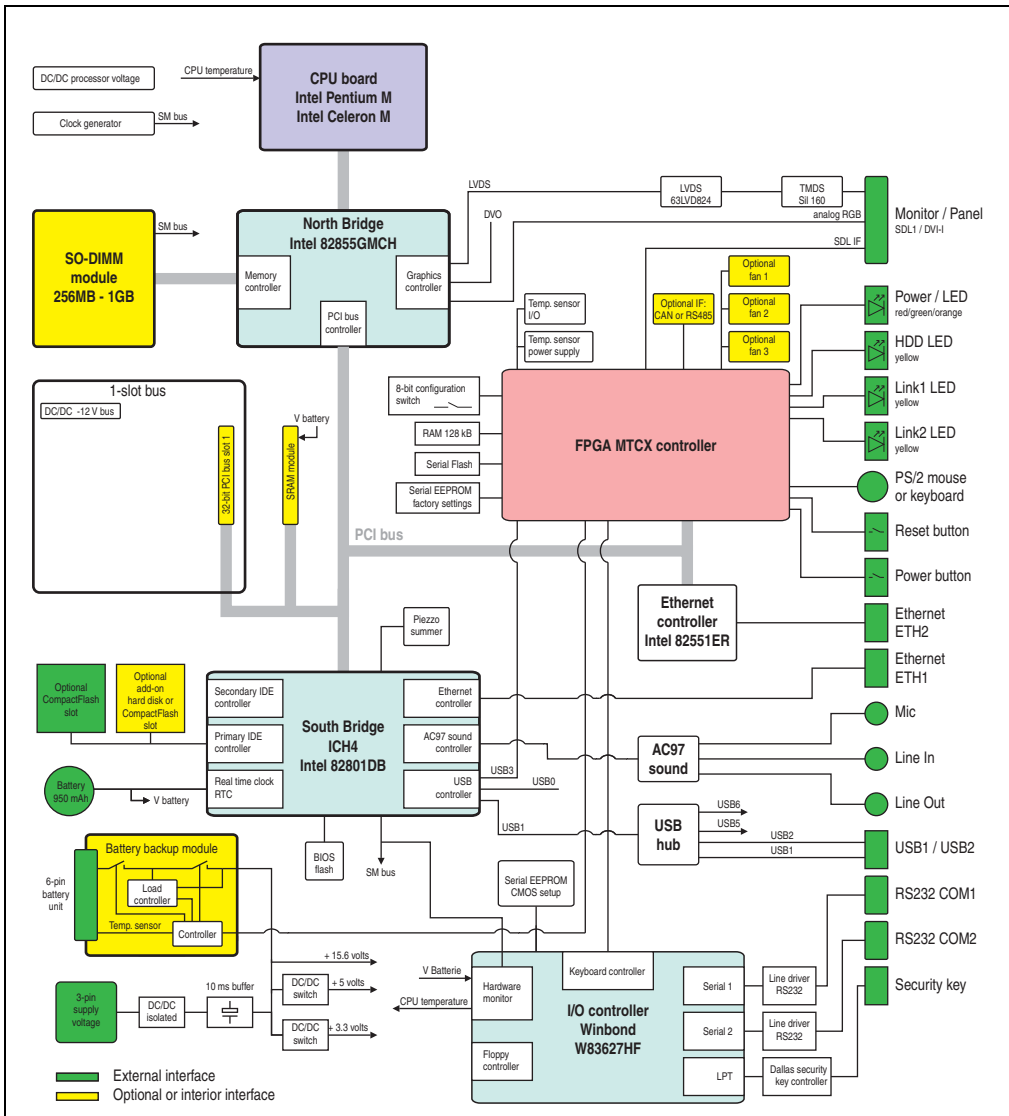 DC/DC processor voltage
CPU temperature
Clock generator
SM bus
CPU board
Intel Pentium M
Intel Celeron M
SO-DIMM
module
256MB - 1GB
SM bus
North Bridge
Intel 82855GMCH
Memory
controller
Graphics
controller
PCI bus
controller
LVDS
DVO
LVDS
63LVD824
TMDS
Sil 160
analog RGB
SDL IF
Monitor / Panel
SDL1 / DVI-I
Temp. sensor
I/O
Temp. sensor
power supply
Optional IF:
CAN or RS485
Optional
fan 1
Optional
fan 2
Optional
fan 3
Power / LED
red/green/orange
HDD LED
yellow
Link1 LED
yellow
Link2 LED
yellow
PS/2 mouse
or keyboard
Reset button
Power button
Ethernet
ETH2
Ethernet
ETH1
Mic
Line In
Line Out
USB1 / USB2
RS232 COM1
RS232 COM2
Security key
1-slot bus
DC/DC -12 V bus
32-bit PCI bus slot 1
SRAM module
V battery
8-bit configuration
switch
RAM 128 kB
Serial Flash
Serial EEPROM
factory settings
FPGA MTCX controller
PCI bus
Ethernet
controller
Intel 82551ER
Piezzo
summer
Optional
CompactFlash
slot
Optional
add-on
hard disk or
CompactFlash
slot
Battery
950 mAh
V battery
Secondary IDE
controller
Primary IDE
controller
Real time clock
RTC
South Bridge
ICH4
Intel 82801DB
Ethernet
controller
AC97 sound
controller
USB
controller
USB3
USB0
USB1
AC97
sound
USB
hub
USB6
USB5
USB2
USB1
BIOS
flash
SM bus
Battery backup module
6-pin
battery
unit
Load
controller
Temp. sensor
Controller
3-pin
supply
voltage
DC/DC
isolated
10 ms buffer
DC/DC
switch
DC/DC
switch
+ 15.6 volts
+ 5 volts
+ 3.3 volts
Serial EEPROM
CMOS setup
V Batterie
CPU temperature
Hardware
monitor
Keyboard controller
Floppy
controller
I/O controller
Winbond
W83627HF
Serial 1
Serial 2
LPT
Line driver
RS232
Line driver
RS232
Dallas security
key controller
External interface
Optional or interior interface